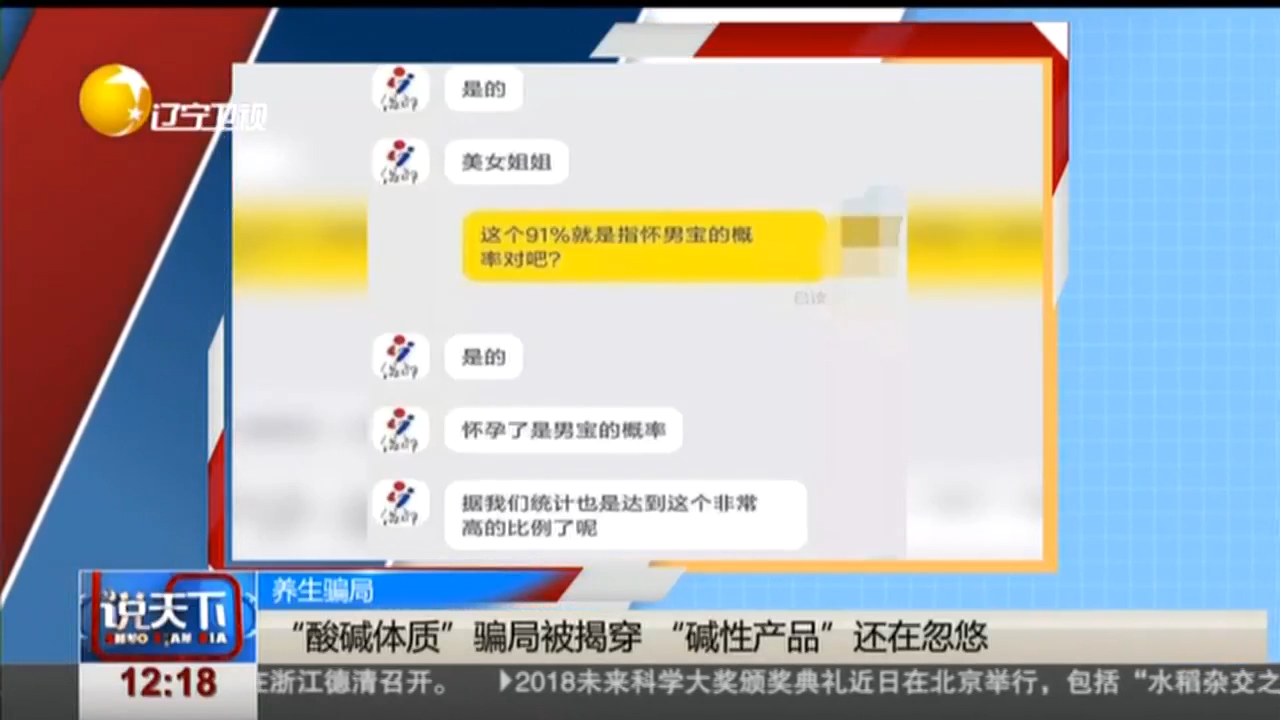 辽宁卫视
是的
美女姐姐
这个91%就是指怀男宝的概
率对吧?
已读
是的
怀孕了是男宝的概率
据我们统计也是达到这个非常
高的比例了呢
说天下
SHUO TIAN XIA
养生骗局
“酸碱体质”骗局被揭穿 “碱性产品”还在忽悠
12:18
在浙江德清召开。 ▶2018未来科学大奖颁奖典礼近日在北京举行，包括“水稻杂交之